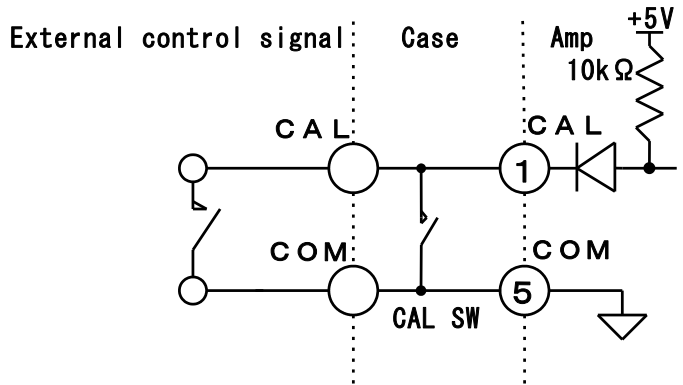 External control signal
Case
Amp
+5V
10kΩ
CAL
CAL
1
COM
COM
5
CAL SW